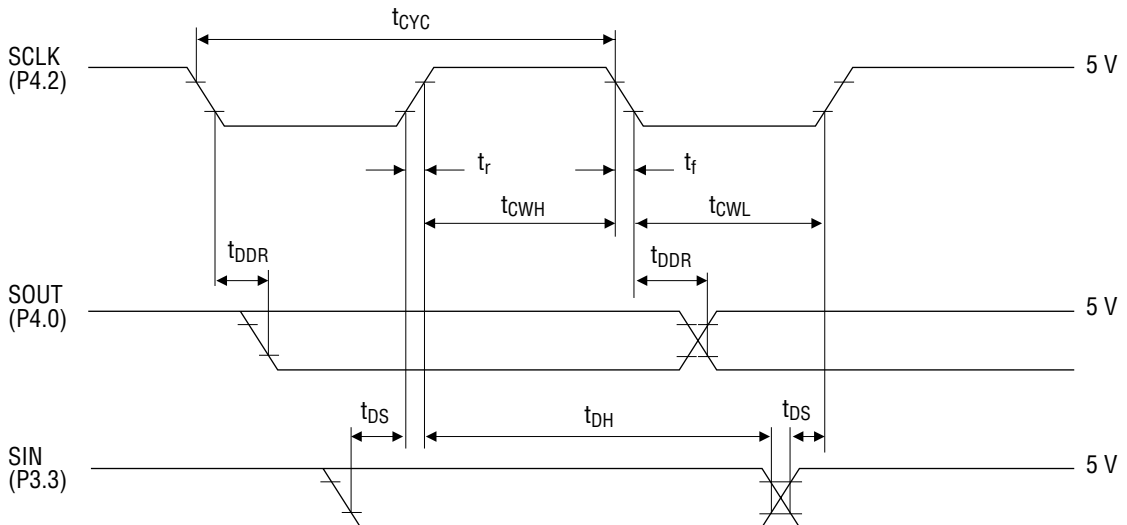 tCYC
SCLK
(P4.2)
5 V
tr
tf
tCWH
tCWL
tDDR
tDDR
SOUT
(P4.0)
5 V
tDS
tDH
tDS
SIN
(P3.3)
5 V